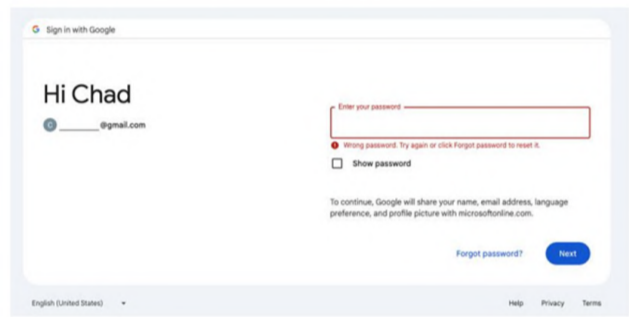 Sign in with Google
Hi Chad
C ______@gmail.com
Enter your password
Wrong password. Try again or click Forgot password to reset it.
Show password
To continue, Google will share your name, email address, language
preference, and profile picture with microsoftonline.com.
Forgot password? Next
English (United States) Help Privacy Terms